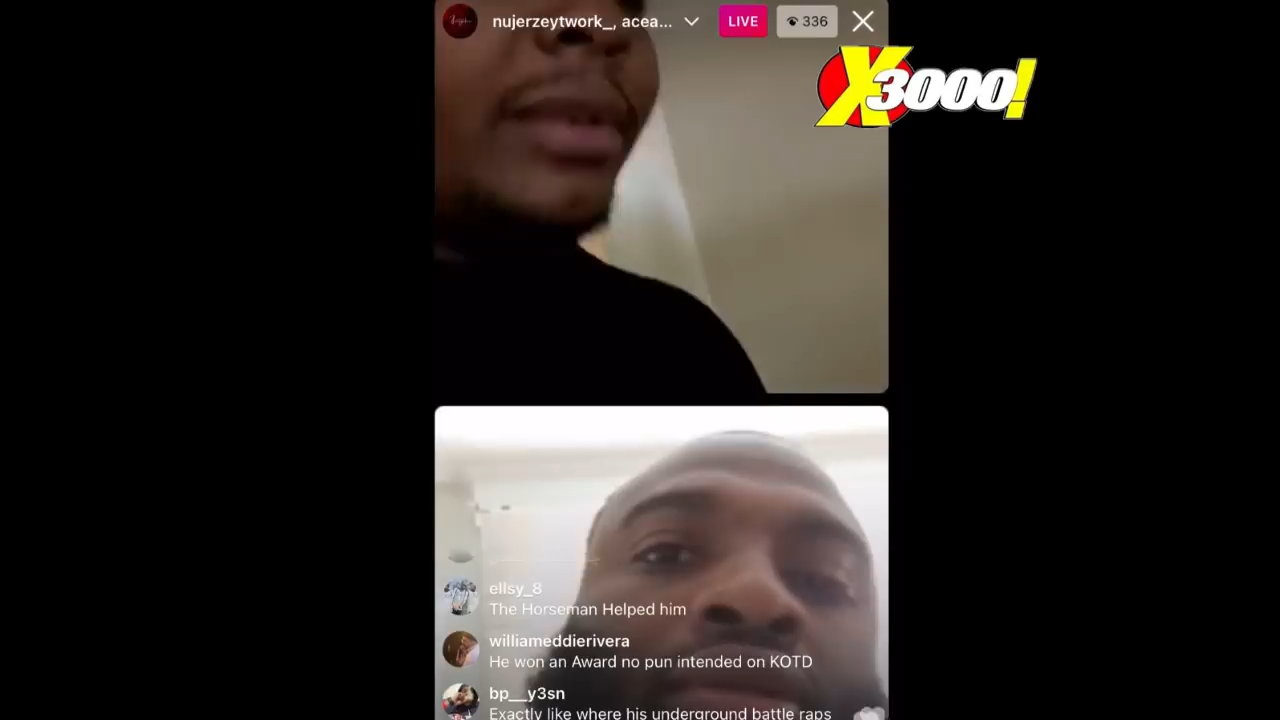 nujerzeytwork_, acea...
LIVE
336
X3000!
ellsy_8
The Horseman Helped him
williameddierivera
He won an Award no pun intended on KOTD
bp__y3sn
Exactly like where his underground battle raps